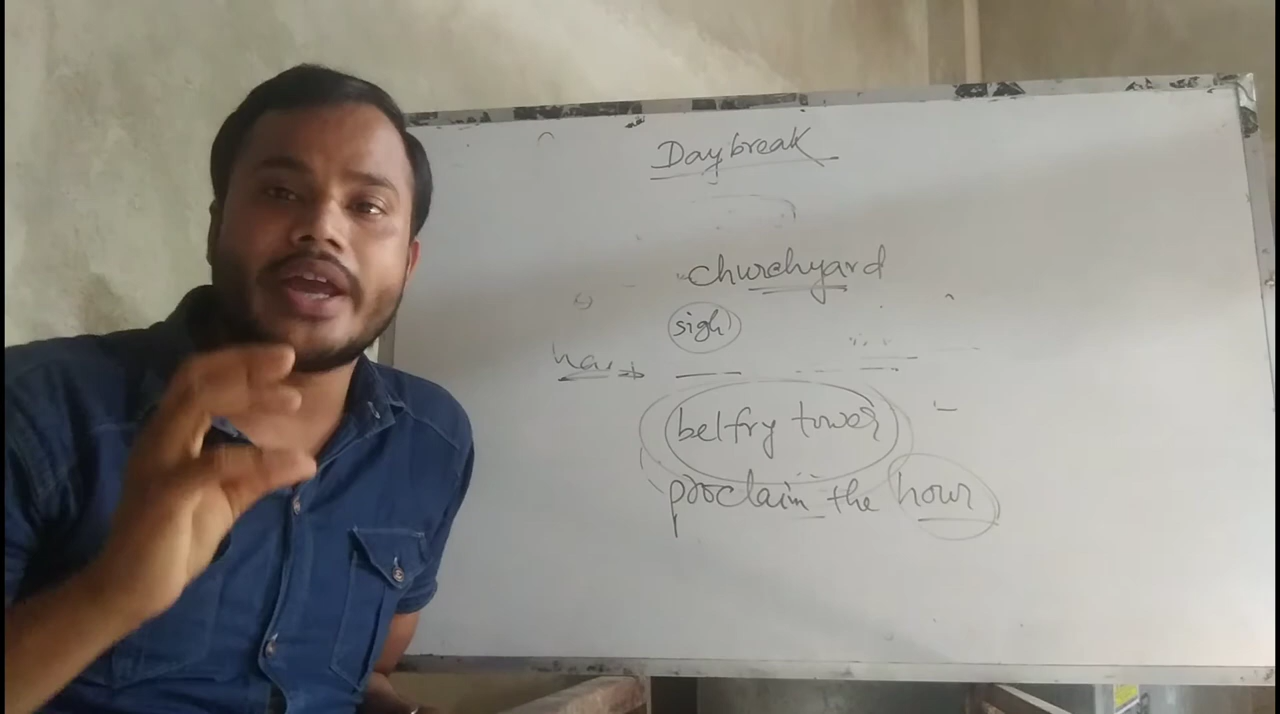 Daybreak
churchyard
sigh
belfry tower
proclaim the hour